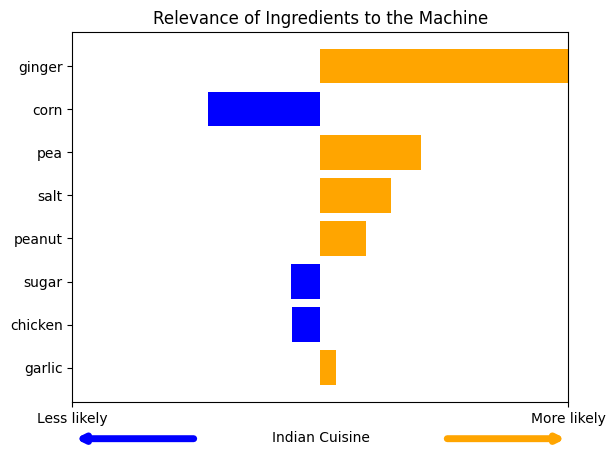 Relevance of Ingredients to the Machine
ginger
corn
pea
salt
peanut
sugar
chicken
garlic
Less likely
More likely
Indian Cuisine